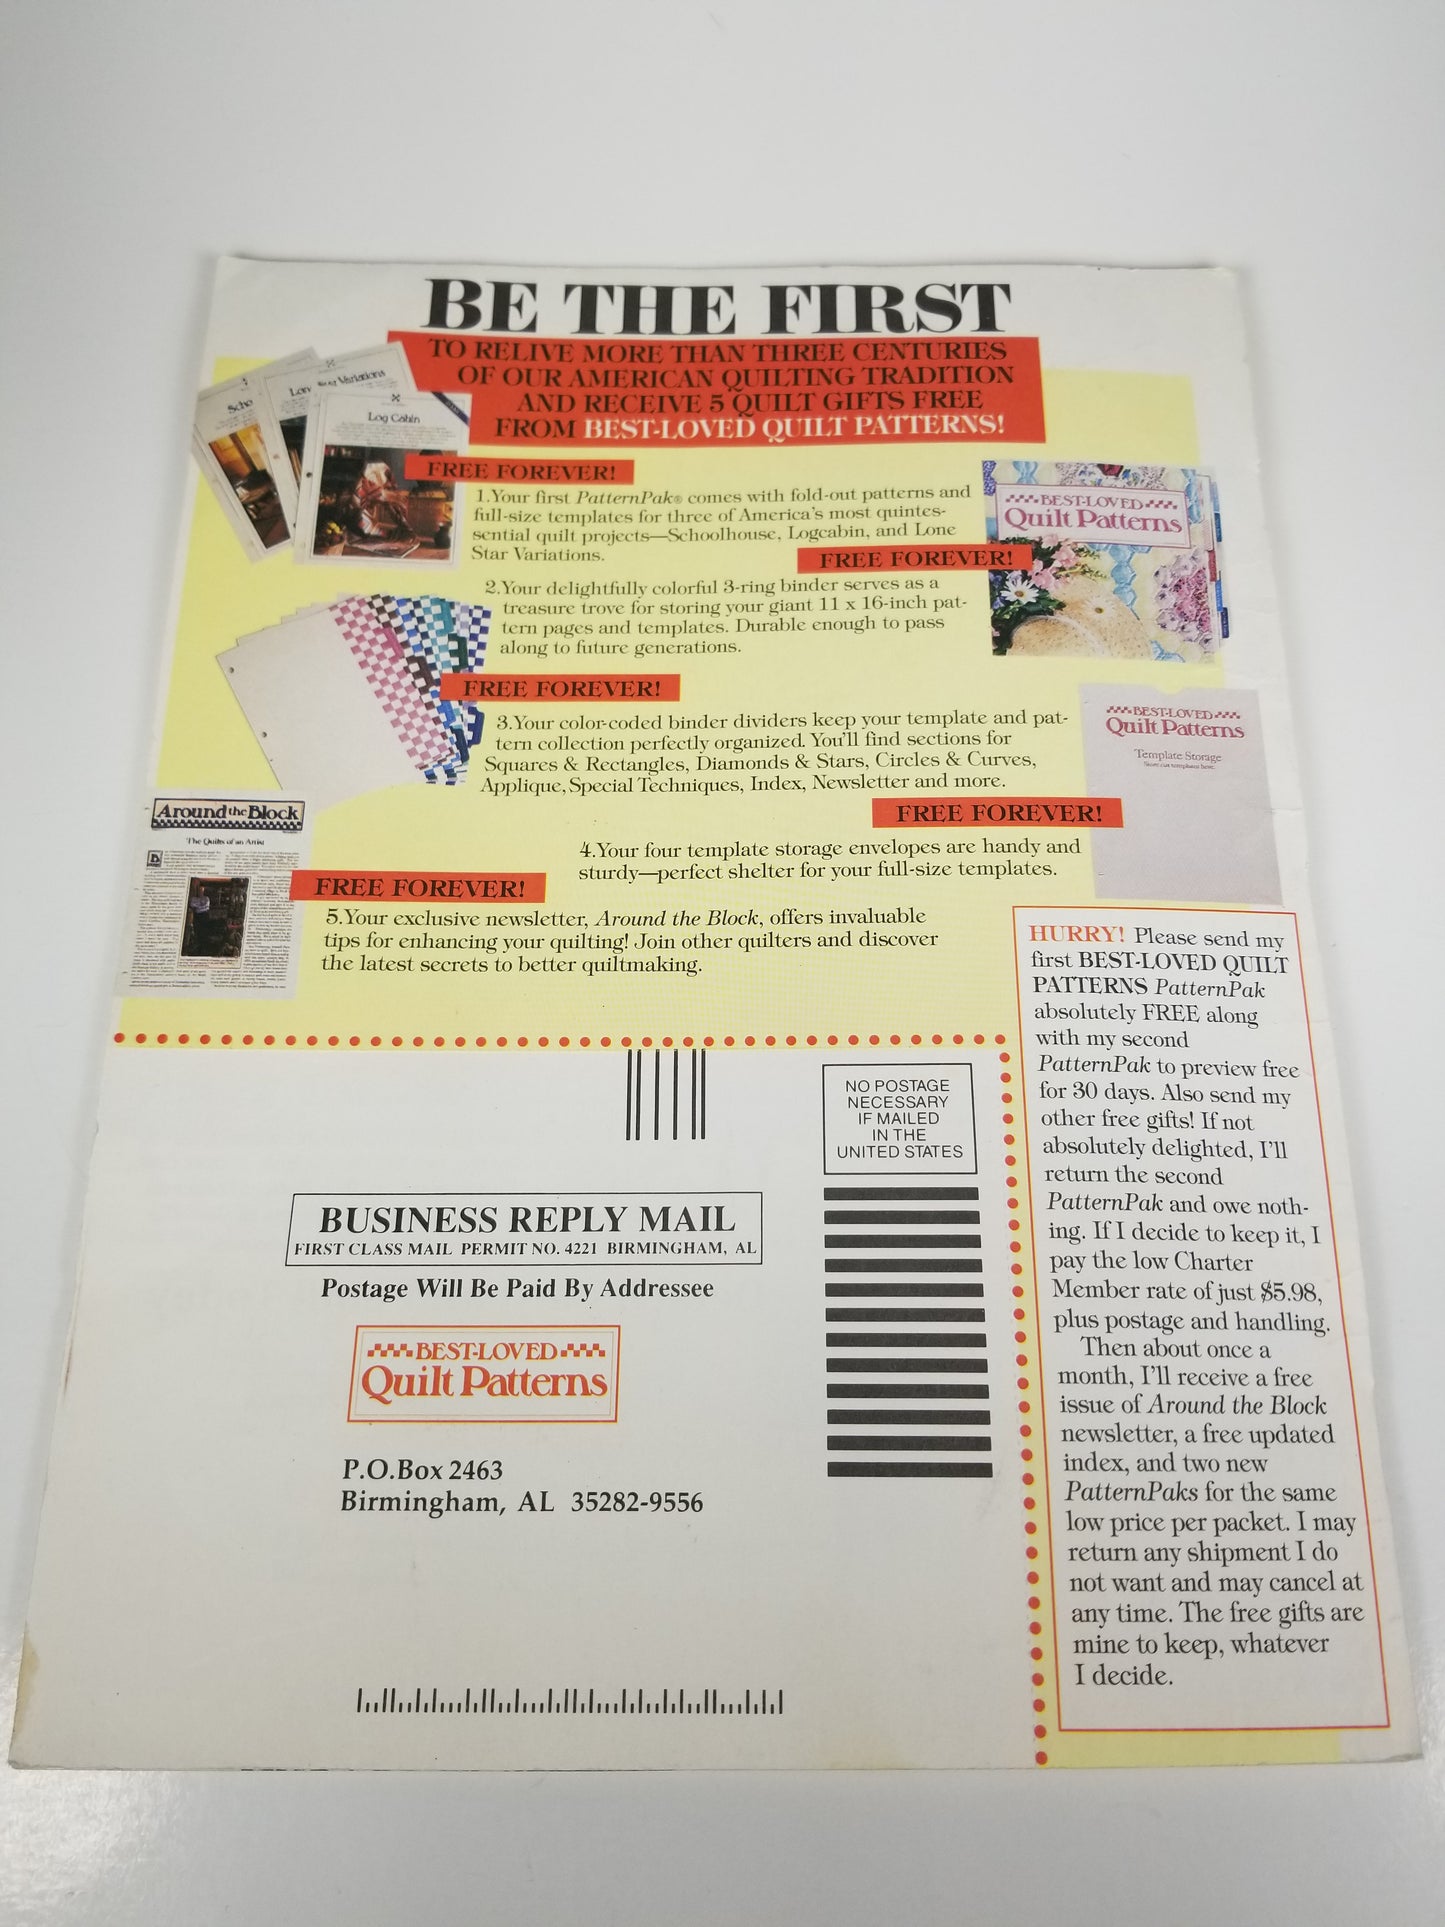 BE THE FIRST
TO RELIVE MORE THAN THREE CENTURIES
OF OUR AMERICAN QUILTING TRADITION
AND RECEIVE 5 QUILT GIFTS FREE
FROM BEST-LOVED QUILT PATTERNS!
Log Cabin
FREE FOREVER!
1.Your first PatternPak® comes with fold-out patterns and
full-size templates for three of America's most quintes-
sential quilt projects—Schoolhouse, Logcabin, and Lone
Star Variations.
BEST-LOVED
Quilt Patterns
FREE FOREVER!
2.Your delightfully colorful 3-ring binder serves as a
treasure trove for storing your giant 11 x 16-inch pat-
tern pages and templates. Durable enough to pass
along to future generations.
FREE FOREVER!
3.Your color-coded binder dividers keep your template and pat-
tern collection perfectly organized. You'll find sections for
Squares & Rectangles, Diamonds & Stars, Circles & Curves,
Applique, Special Techniques, Index, Newsletter and more.
BEST-LOVED
Quilt Patterns
Template Storage
Store cut templates here.
FREE FOREVER!
4.Your four template storage envelopes are handy and
sturdy—perfect shelter for your full-size templates.
Around the Block
The Quilts of an Artist
FREE FOREVER!
5.Your exclusive newsletter, Around the Block, offers invaluable
tips for enhancing your quilting! Join other quilters and discover
the latest secrets to better quiltmaking.
NO POSTAGE
NECESSARY
IF MAILED
IN THE
UNITED STATES
BUSINESS REPLY MAIL
FIRST CLASS MAIL PERMIT NO. 4221 BIRMINGHAM, AL
Postage Will Be Paid By Addressee
BEST-LOVED
Quilt Patterns
P.O.Box 2463
Birmingham, AL 35282-9556
HURRY! Please send my
first BEST-LOVED QUILT
PATTERNS PatternPak
absolutely FREE along
with my second
PatternPak to preview free
for 30 days. Also send my
other free gifts! If not
absolutely delighted, I'll
return the second
PatternPak and owe noth-
ing. If I decide to keep it, I
pay the low Charter
Member rate of just $5.98,
plus postage and handling.
Then about once a
month, I'll receive a free
issue of Around the Block
newsletter, a free updated
index, and two new
PatternPaks for the same
low price per packet. I may
return any shipment I do
not want and may cancel at
any time. The free gifts are
mine to keep, whatever
I decide.